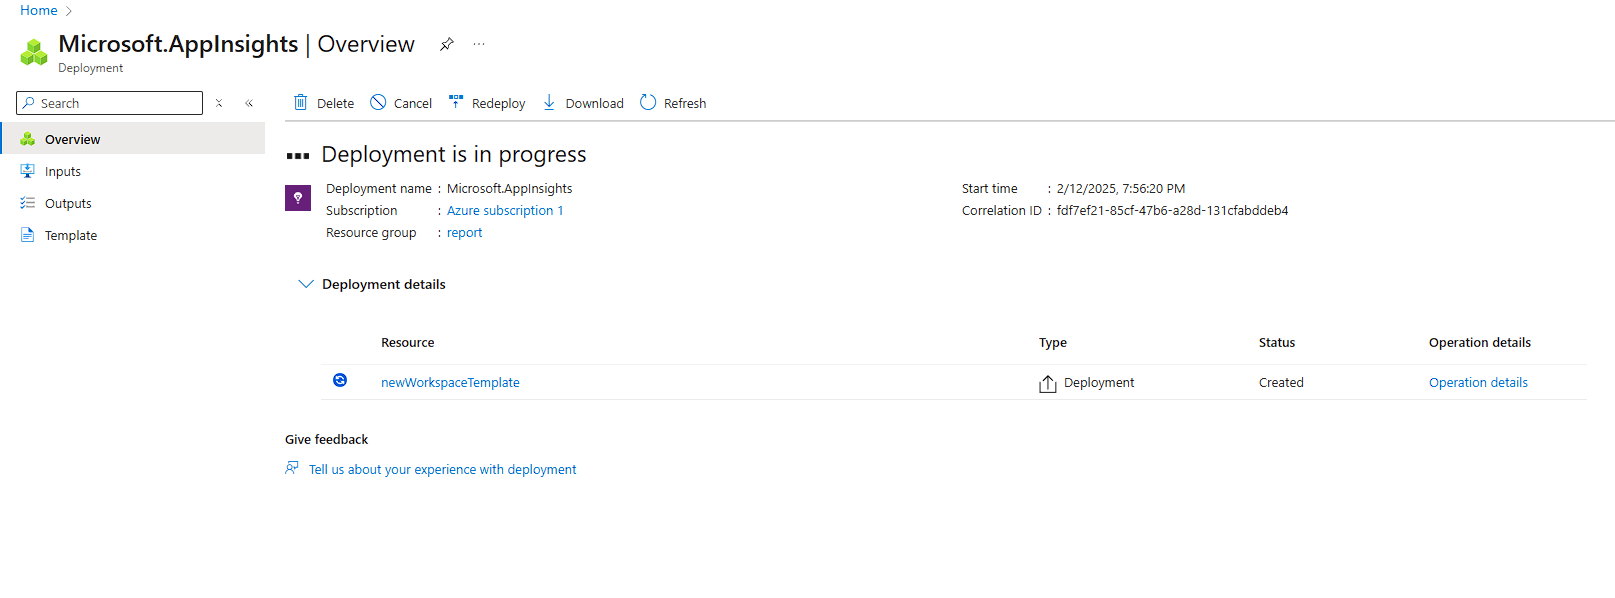 Home
Microsoft.AppInsights | Overview
Deployment
Search
Delete Cancel Redeploy Download Refresh
Overview
Inputs
Outputs
Template
Deployment is in progress
Deployment name : Microsoft.AppInsights
Subscription : Azure subscription 1
Resource group : report
Start time : 2/12/2025, 7:56:20 PM
Correlation ID : fdf7ef21-85cf-47b6-a28d-131cfabddeb4
Deployment details
Resource Type Status Operation details
newWorkspaceTemplate Deployment Created Operation details
Give feedback
Tell us about your experience with deployment